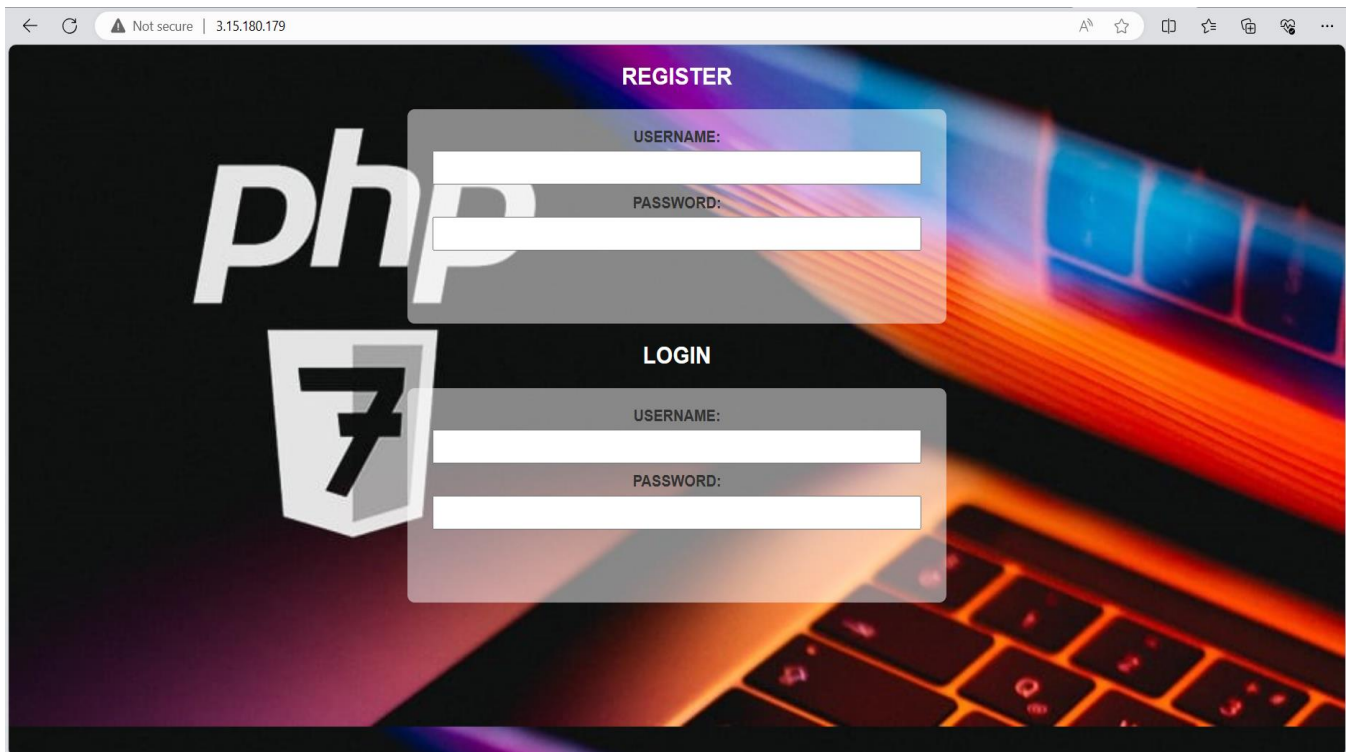 Not secure | 3.15.180.179
REGISTER
USERNAME:
PASSWORD:
php
7
LOGIN
USERNAME:
PASSWORD: